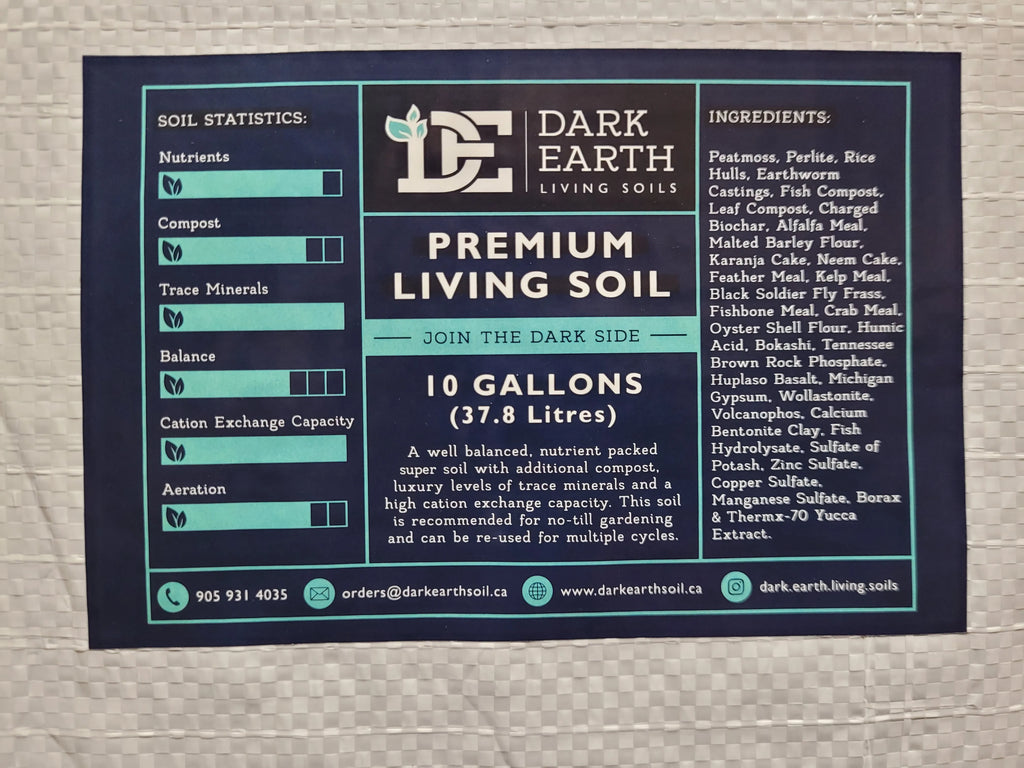 SOIL STATISTICS:
Nutrients
Compost
Trace Minerals
Balance
Cation Exchange Capacity
Aeration
DE
DARK
EARTH
LIVING SOILS
PREMIUM
LIVING SOIL
JOIN THE DARK SIDE
10 GALLONS
(37.8 Litres)
A well balanced, nutrient packed
super soil with additional compost,
luxury levels of trace minerals and a
high cation exchange capacity. This soil
is recommended for no-till gardening
and can be re-used for multiple cycles.
INGREDIENTS:
Peatmoss, Perlite, Rice
Hulls, Earthworm
Castings, Fish Compost,
Leaf Compost, Charged
Biochar, Alfalfa Meal,
Malted Barley Flour,
Karanja Cake, Neem Cake,
Feather Meal, Kelp Meal,
Black Soldier Fly Frass,
Fishbone Meal, Crab Meal,
Oyster Shell Flour, Humic
Acid, Bokashi, Tennessee
Brown Rock Phosphate,
Huplaso Basalt, Michigan
Gypsum, Wollastonite,
Volcanophos, Calcium
Bentonite Clay, Fish
Hydrolysate, Sulfate of
Potash, Zinc Sulfate,
Copper Sulfate,
Manganese Sulfate, Borax
& Thermx-70 Yucca
Extract.
905 931 4035
orders@darkearthsoil.ca
www.darkearthsoil.ca
dark.earth.living.soils